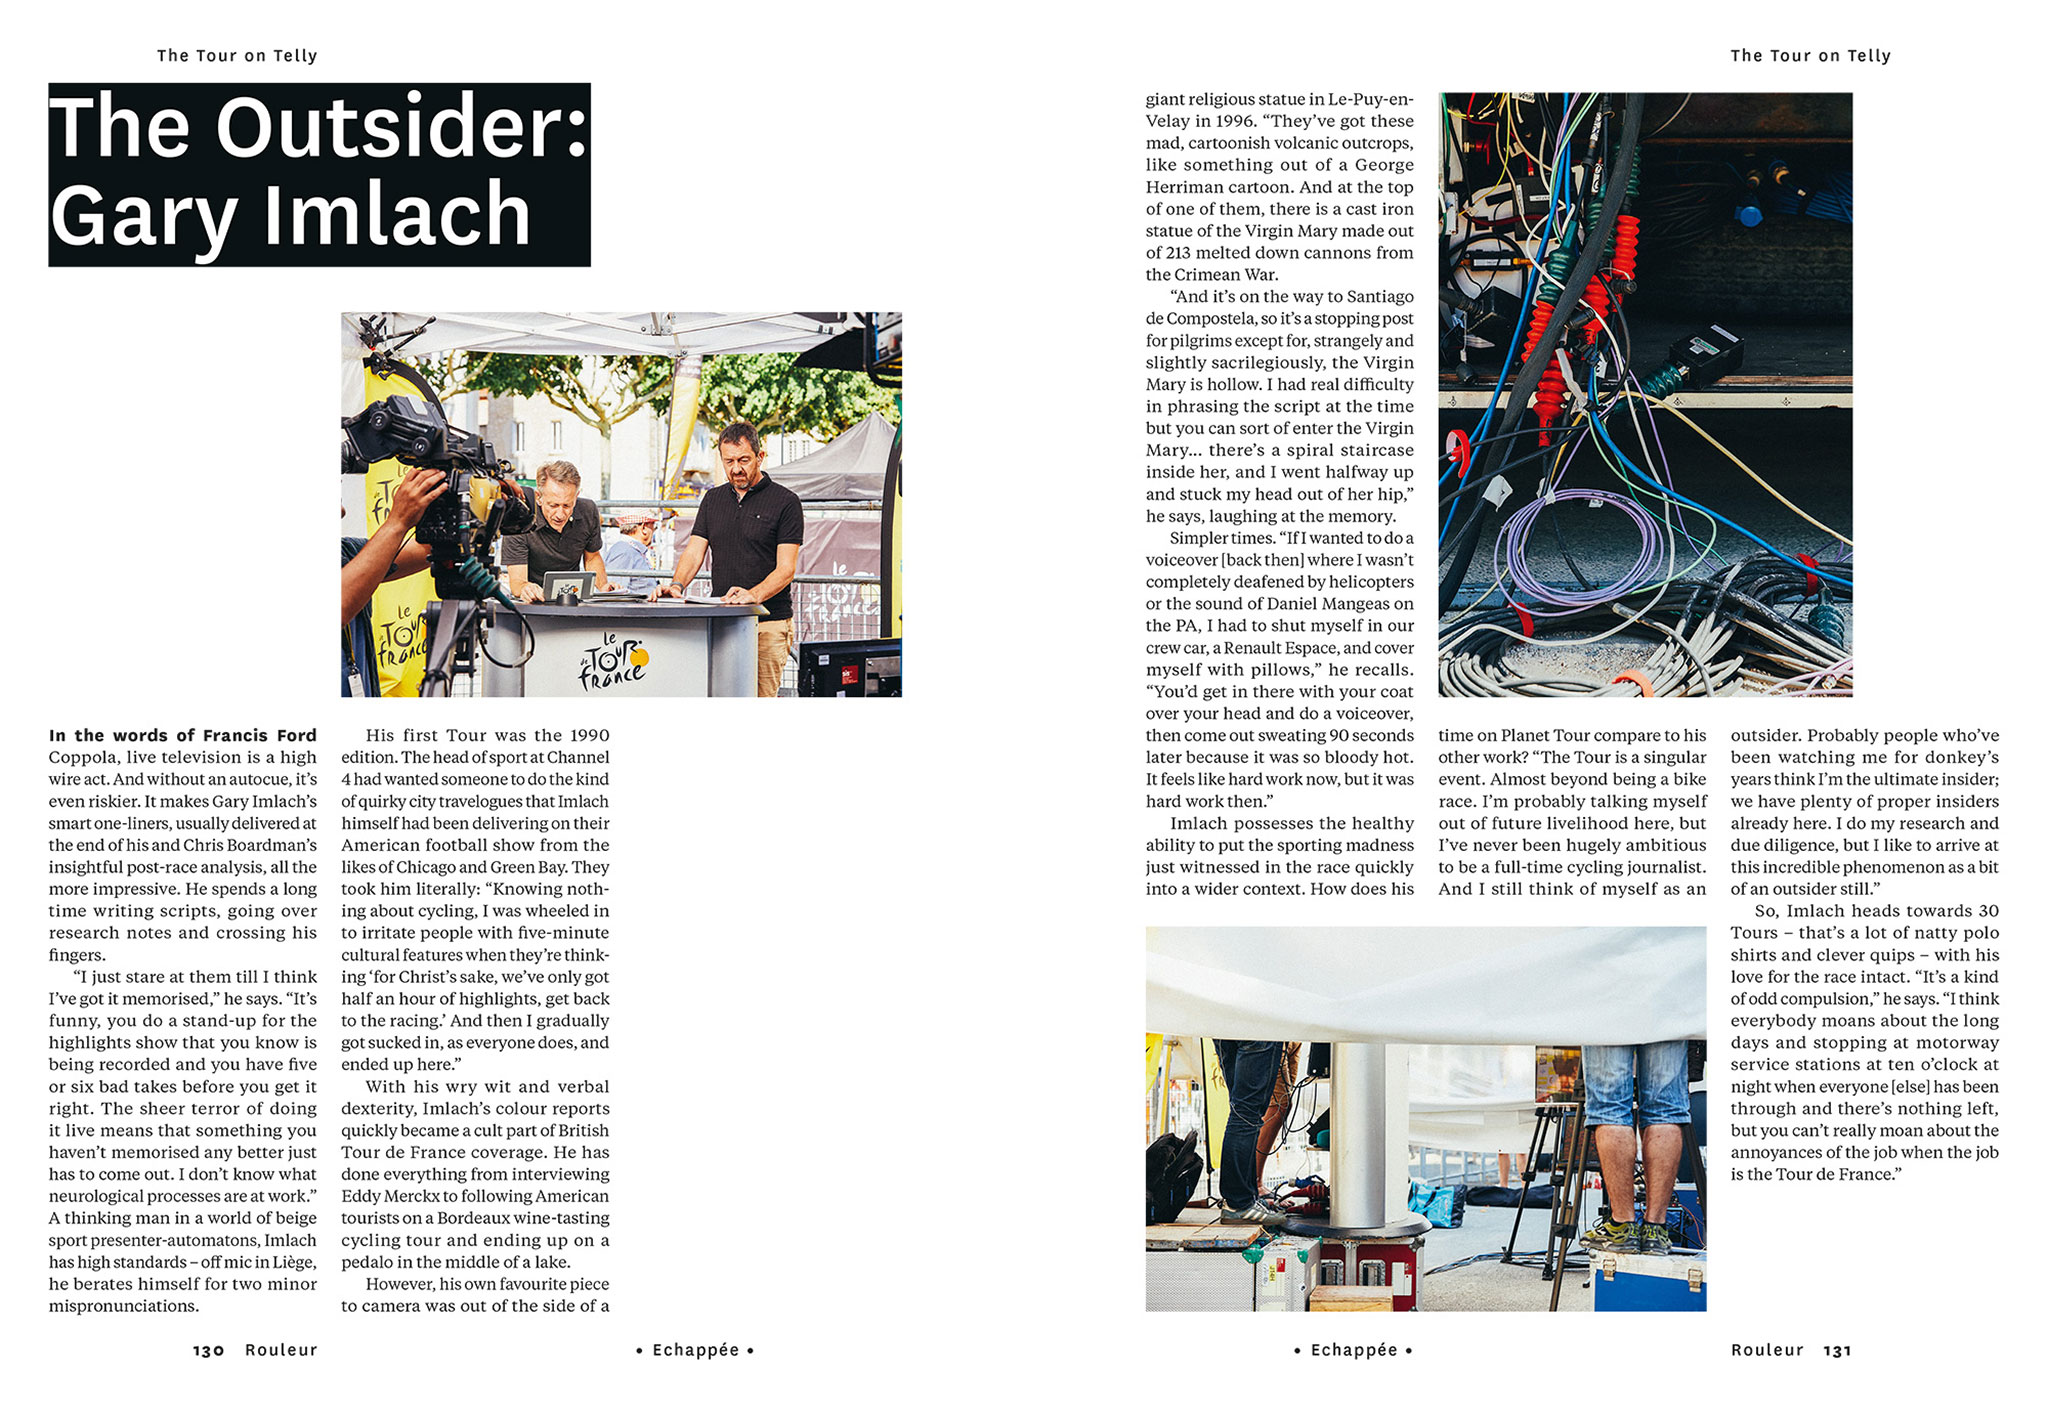 The Tour on Telly
The Outsider:
Gary Imlach
Le
de Tour
france
Le
de Tour
france
In the words of Francis Ford
Coppola, live television is a high
wire act. And without an autocue, it's
even riskier. It makes Gary Imlach's
smart one-liners, usually delivered at
the end of his and Chris Boardman's
insightful post-race analysis, all the
more impressive. He spends a long
time writing scripts, going over
research notes and crossing his
fingers.
“I just stare at them till I think
I've got it memorised,” he says. “It's
funny, you do a stand-up for the
highlights show that you know is
being recorded and you have five
or six bad takes before you get it
right. The sheer terror of doing
it live means that something you
haven't memorised any better just
has to come out. I don't know what
neurological processes are at work.”
A thinking man in a world of beige
sport presenter-automatons, Imlach
has high standards – off mic in Liège,
he berates himself for two minor
mispronunciations.
His first Tour was the 1990
edition. The head of sport at Channel
4 had wanted someone to do the kind
of quirky city travelogues that Imlach
himself had been delivering on their
American football show from the
likes of Chicago and Green Bay. They
took him literally: “Knowing noth-
ing about cycling, I was wheeled in
to irritate people with five-minute
cultural features when they're think-
ing ‘for Christ's sake, we've only got
half an hour of highlights, get back
to the racing.’ And then I gradually
got sucked in, as everyone does, and
ended up here.”
With his wry wit and verbal
dexterity, Imlach's colour reports
quickly became a cult part of British
Tour de France coverage. He has
done everything from interviewing
Eddy Merckx to following American
tourists on a Bordeaux wine-tasting
cycling tour and ending up on a
pedalo in the middle of a lake.
However, his own favourite piece
to camera was out of the side of a
130 Rouleur
• Echappée •
The Tour on Telly
giant religious statue in Le-Puy-en-
Velay in 1996. “They've got these
mad, cartoonish volcanic outcrops,
like something out of a George
Herriman cartoon. And at the top
of one of them, there is a cast iron
statue of the Virgin Mary made out
of 213 melted down cannons from
the Crimean War.
“And it's on the way to Santiago
de Compostela, so it's a stopping post
for pilgrims except for, strangely and
slightly sacrilegiously, the Virgin
Mary is hollow. I had real difficulty
in phrasing the script at the time
but you can sort of enter the Virgin
Mary... there's a spiral staircase
inside her, and I went halfway up
and stuck my head out of her hip,”
he says, laughing at the memory.
Simpler times. “If I wanted to do a
voiceover [back then] where I wasn't
completely deafened by helicopters
or the sound of Daniel Mangeas on
the PA, I had to shut myself in our
crew car, a Renault Espace, and cover
myself with pillows,” he recalls.
“You'd get in there with your coat
over your head and do a voiceover,
then come out sweating 90 seconds
later because it was so bloody hot.
It feels like hard work now, but it was
hard work then.”
Imlach possesses the healthy
ability to put the sporting madness
just witnessed in the race quickly
into a wider context. How does his
time on Planet Tour compare to his
other work? “The Tour is a singular
event. Almost beyond being a bike
race. I'm probably talking myself
out of future livelihood here, but
I've never been hugely ambitious
to be a full-time cycling journalist.
And I still think of myself as an
outsider. Probably people who've
been watching me for donkey's
years think I'm the ultimate insider;
we have plenty of proper insiders
already here. I do my research and
due diligence, but I like to arrive at
this incredible phenomenon as a bit
of an outsider still.”
So, Imlach heads towards 30
Tours – that's a lot of natty polo
shirts and clever quips – with his
love for the race intact. “It's a kind
of odd compulsion,” he says. “I think
everybody moans about the long
days and stopping at motorway
service stations at ten o'clock at
night when everyone [else] has been
through and there's nothing left,
but you can't really moan about the
annoyances of the job when the job
is the Tour de France.”
• Echappée •
Rouleur 131